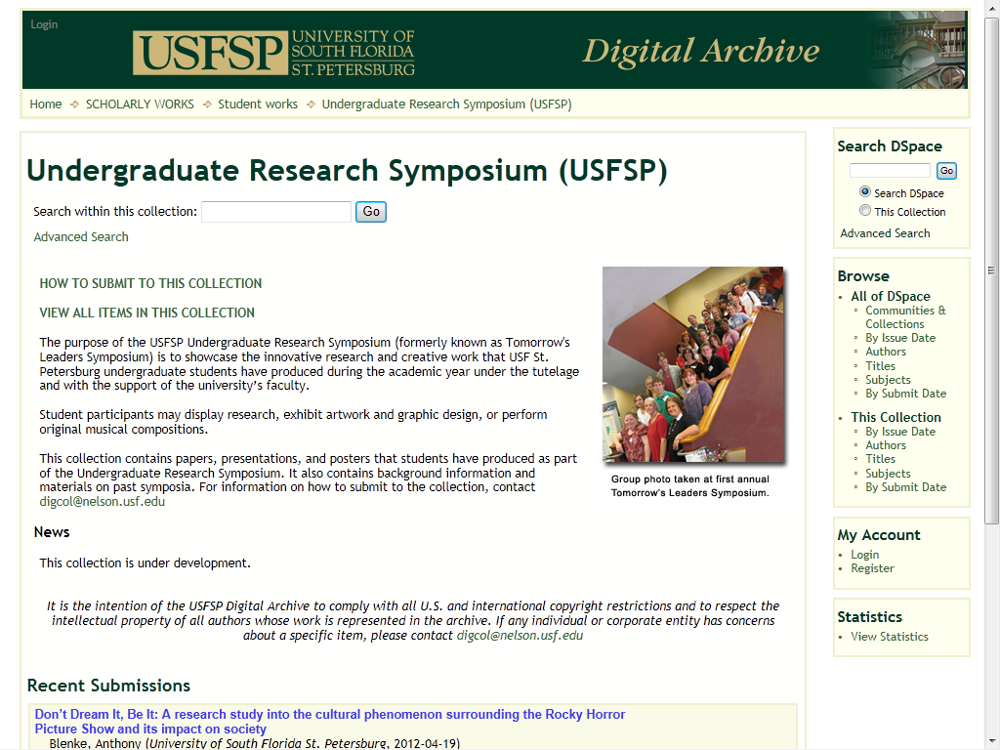 Login
USFSP UNIVERSITY OF
SOUTH FLORIDA
ST. PETERSBURG
Digital Archive
Home SCHOLARLY WORKS Student works Undergraduate Research Symposium (USFSP)
Undergraduate Research Symposium (USFSP)
Search within this collection: Go
Advanced Search
HOW TO SUBMIT TO THIS COLLECTION
VIEW ALL ITEMS IN THIS COLLECTION
The purpose of the USFSP Undergraduate Research Symposium (formerly known as Tomorrow's
Leaders Symposium) is to showcase the innovative research and creative work that USF St.
Petersburg undergraduate students have produced during the academic year under the tutelage
and with the support of the university’s faculty.
Student participants may display research, exhibit artwork and graphic design, or perform
original musical compositions.
This collection contains papers, presentations, and posters that students have produced as part
of the Undergraduate Research Symposium. It also contains background information and
materials on past symposia. For information on how to submit to the collection, contact
digcol@nelson.usf.edu
Group photo taken at first annual
Tomorrow's Leaders Symposium.
News
This collection is under development.
It is the intention of the USFSP Digital Archive to comply with all U.S. and international copyright restrictions and to respect the
intellectual property of all authors whose work is represented in the archive. If any individual or corporate entity has concerns
about a specific item, please contact digcol@nelson.usf.edu
Recent Submissions
Don’t Dream It, Be It: A research study into the cultural phenomenon surrounding the Rocky Horror
Picture Show and its impact on society
Blenke, Anthony (University of South Florida St. Petersburg, 2012-04-19)
Search DSpace
Go
Search DSpace
This Collection
Advanced Search
Browse
All of DSpace
Communities &
Collections
By Issue Date
Authors
Titles
Subjects
By Submit Date
This Collection
By Issue Date
Authors
Titles
Subjects
By Submit Date
My Account
Login
Register
Statistics
View Statistics